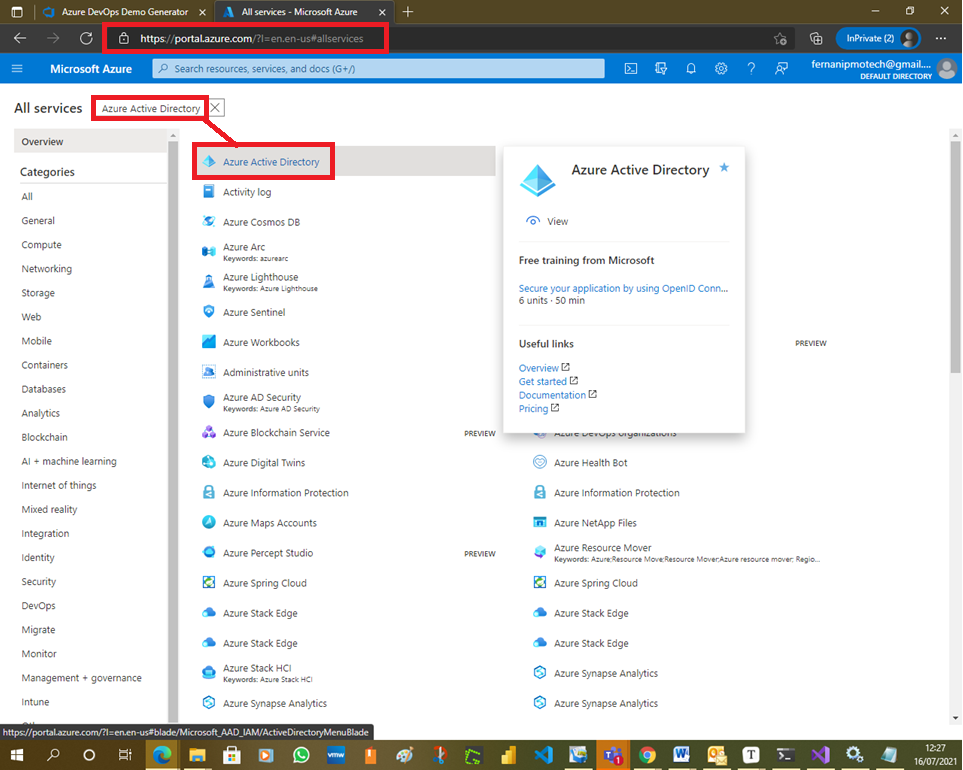 Azure DevOps Demo Generator
All services - Microsoft Azure
https://portal.azure.com/?l=en.en-us#allservices
InPrivate (2)
Microsoft Azure
Search resources, services, and docs (G+/)
fernanipmotech@gmail....
DEFAULT DIRECTORY
All services
Azure Active Directory
Overview
Categories
All
General
Compute
Networking
Storage
Web
Mobile
Containers
Databases
Analytics
Blockchain
AI + machine learning
Internet of things
Mixed reality
Integration
Identity
Security
DevOps
Migrate
Monitor
Management + governance
Intune
Azure Active Directory
Activity log
Azure Cosmos DB
Azure Arc
Keywords: azurearc
Azure Lighthouse
Keywords: Azure Lighthouse
Azure Sentinel
Azure Workbooks
Administrative units
Azure AD Security
Keywords: Azure AD Security
Azure Blockchain Service
PREVIEW
Azure Digital Twins
Azure Information Protection
Azure Maps Accounts
Azure Percept Studio
PREVIEW
Azure Spring Cloud
Azure Stack Edge
Azure Stack Edge
Azure Stack HCI
Keywords: Azure Stack HCI
Azure Synapse Analytics
Azure Active Directory
View
Free training from Microsoft
Secure your application by using OpenID Conn...
6 units · 50 min
Useful links
Overview
Get started
Documentation
Pricing
PREVIEW
Azure DevOps organizations
Azure Health Bot
Azure Information Protection
Azure NetApp Files
Azure Resource Mover
Keywords: Azure;Resource Move;Resource Mover;Azure resource mover; Regio...
Azure Spring Cloud
Azure Stack Edge
Azure Stack Edge
Azure Synapse Analytics
Azure Synapse Analytics
https://portal.azure.com/?l=en.en-us#blade/Microsoft_AAD_IAM/ActiveDirectoryMenuBlade
vmw
12:27
16/07/2021